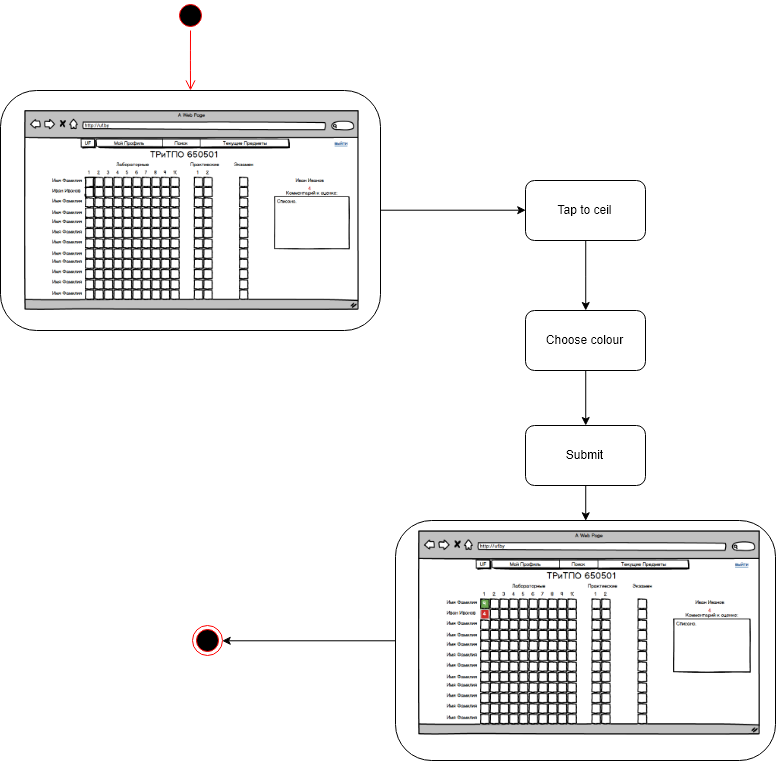 A Web Page
http://uf.by
UF Мой Профиль Поиск Текущие Предметы выйти
ТРиТПО 650501
Лабораторные Практические Экзамен
1 2 3 4 5 6 7 8 9 10 1 2
Имя Фамилия
Иван Иванов
Имя Фамилия
Имя Фамилия
Имя Фамилия
Имя Фамилия
Имя Фамилия
Имя Фамилия
Имя Фамилия
Имя Фамилия
Имя Фамилия
Имя Фамилия
Иван Иванов
4
Комментарий к оценке:
Списано.
Tap to ceil
Choose colour
Submit
A Web Page
http://uf.by
UF Мой Профиль Поиск Текущие Предметы выйти
ТРиТПО 650501
Лабораторные Практические Экзамен
1 2 3 4 5 6 7 8 9 10 1 2
Имя Фамилия
Иван Иванов 4
Имя Фамилия
Имя Фамилия
Имя Фамилия
Имя Фамилия
Имя Фамилия
Имя Фамилия
Имя Фамилия
Имя Фамилия
Имя Фамилия
Имя Фамилия
Иван Иванов
4
Комментарий к оценке:
Списано.